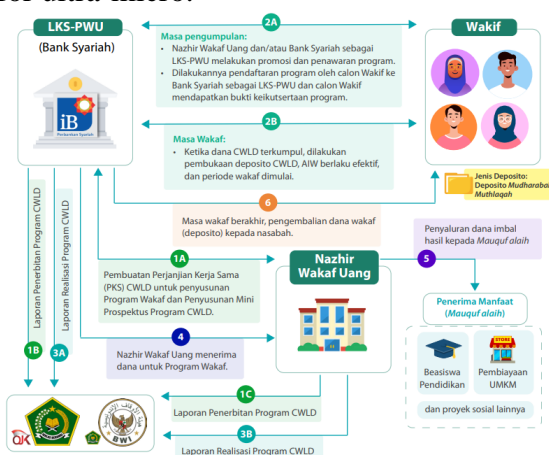 LKS-PWU
(Bank Syariah)
iB
Perbankan Syariah
2A
Masa pengumpulan:
• Nazhir Wakaf Uang dan/atau Bank Syariah sebagai
LKS-PWU melakukan promosi dan penawaran program.
• Dilakukannya pendaftaran program oleh calon Wakif ke
Bank Syariah sebagai LKS-PWU dan calon Wakif
mendapatkan bukti keikutsertaan program.
2B
Masa Wakaf:
• Ketika dana CWLD terkumpul, dilakukan
pembukaan deposito CWLD, AIW berlaku efektif,
dan periode wakaf dimulai.
6
Masa wakaf berakhir, pengembalian dana wakaf
(deposito) kepada nasabah.
Wakif
Jenis Deposito:
Deposito Mudharabah
Muthlaqah
1A
Pembuatan Perjanjian Kerja Sama
(PKS) CWLD untuk penyusunan
Program Wakaf dan Penyusunan Mini
Prospektus Program CWLD.
Nazhir
Wakaf Uang
5
Penyaluran dana imbal
hasil kepada Mauquf alaih
Penerima Manfaat
(Mauquf alaih)
STORE
Beasiswa
Pendidikan
Pembiayaan
UMKM
dan proyek sosial lainnya
4
Nazhir Wakaf Uang menerima
dana untuk Program Wakaf.
Laporan Penerbitan Program CWLD
Laporan Realisasi Program CWLD
1B
3A
1C
Laporan Penerbitan Program CWLD
3B
Laporan Realisasi Program CWLD
BWI